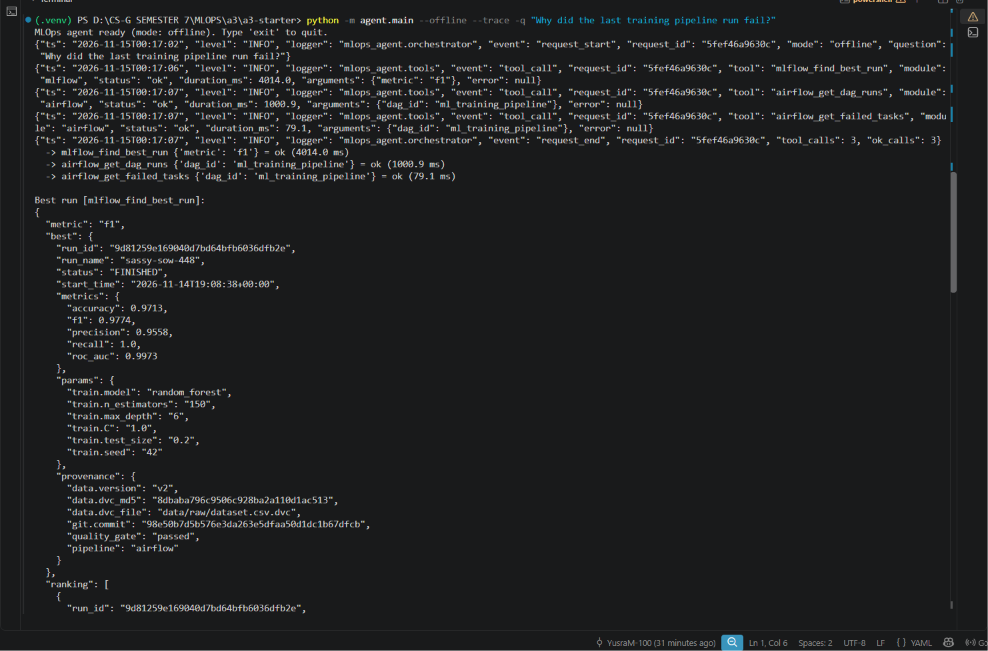 (.venv) PS D:\CS-G SEMESTER 7\MLOPS\a3\a3-starter> python -m agent.main --offline --trace -q "Why did the last training pipeline run fail?"
MLOps agent ready (mode: offline). Type 'exit' to quit.
{"ts": "2026-11-15T00:17:02", "level": "INFO", "logger": "mlops_agent.orchestrator", "event": "request_start", "request_id": "5fef46a9630c", "mode": "offline", "question":
"Why did the last training pipeline run fail?"}
{"ts": "2026-11-15T00:17:06", "level": "INFO", "logger": "mlops_agent.tools", "event": "tool_call", "request_id": "5fef46a9630c", "tool": "mlflow_find_best_run", "module":
"mlflow", "status": "ok", "duration_ms": 4014.0, "arguments": {"metric": "f1"}, "error": null}
{"ts": "2026-11-15T00:17:07", "level": "INFO", "logger": "mlops_agent.tools", "event": "tool_call", "request_id": "5fef46a9630c", "tool": "airflow_get_dag_runs", "module":
"airflow", "status": "ok", "duration_ms": 1000.9, "arguments": {"dag_id": "ml_training_pipeline"}, "error": null}
{"ts": "2026-11-15T00:17:07", "level": "INFO", "logger": "mlops_agent.tools", "event": "tool_call", "request_id": "5fef46a9630c", "tool": "airflow_get_failed_tasks", "modu
le": "airflow", "status": "ok", "duration_ms": 79.1, "arguments": {"dag_id": "ml_training_pipeline"}, "error": null}
{"ts": "2026-11-15T00:17:07", "level": "INFO", "logger": "mlops_agent.orchestrator", "event": "request_end", "request_id": "5fef46a9630c", "tool_calls": 3, "ok_calls": 3}
-> mlflow_find_best_run {'metric': 'f1'} = ok (4014.0 ms)
-> airflow_get_dag_runs {'dag_id': 'ml_training_pipeline'} = ok (1000.9 ms)
-> airflow_get_failed_tasks {'dag_id': 'ml_training_pipeline'} = ok (79.1 ms)
Best run [mlflow_find_best_run]:
{
"metric": "f1",
"best": {
"run_id": "9d81259e169040d7bd64bfb6036dfb2e",
"run_name": "sassy-sow-448",
"status": "FINISHED",
"start_time": "2026-11-14T19:08:38+00:00",
"metrics": {
"accuracy": 0.9713,
"f1": 0.9774,
"precision": 0.9558,
"recall": 1.0,
"roc_auc": 0.9973
},
"params": {
"train.model": "random_forest",
"train.n_estimators": "150",
"train.max_depth": "6",
"train.C": "1.0",
"train.test_size": "0.2",
"train.seed": "42"
},
"provenance": {
"data.version": "v2",
"data.dvc_md5": "8dbaba796c9506c928ba2a110d1ac513",
"data.dvc_file": "data/raw/dataset.csv.dvc",
"git.commit": "98e50b7d5b576e3da263e5dfaa50d1dc1b67dfcb",
"quality_gate": "passed",
"pipeline": "airflow"
}
},
"ranking": [
{
"run_id": "9d81259e169040d7bd64bfb6036dfb2e",
YusraM-100 (31 minutes ago) Ln 1, Col 6 Spaces: 2 UTF-8 LF {} YAML